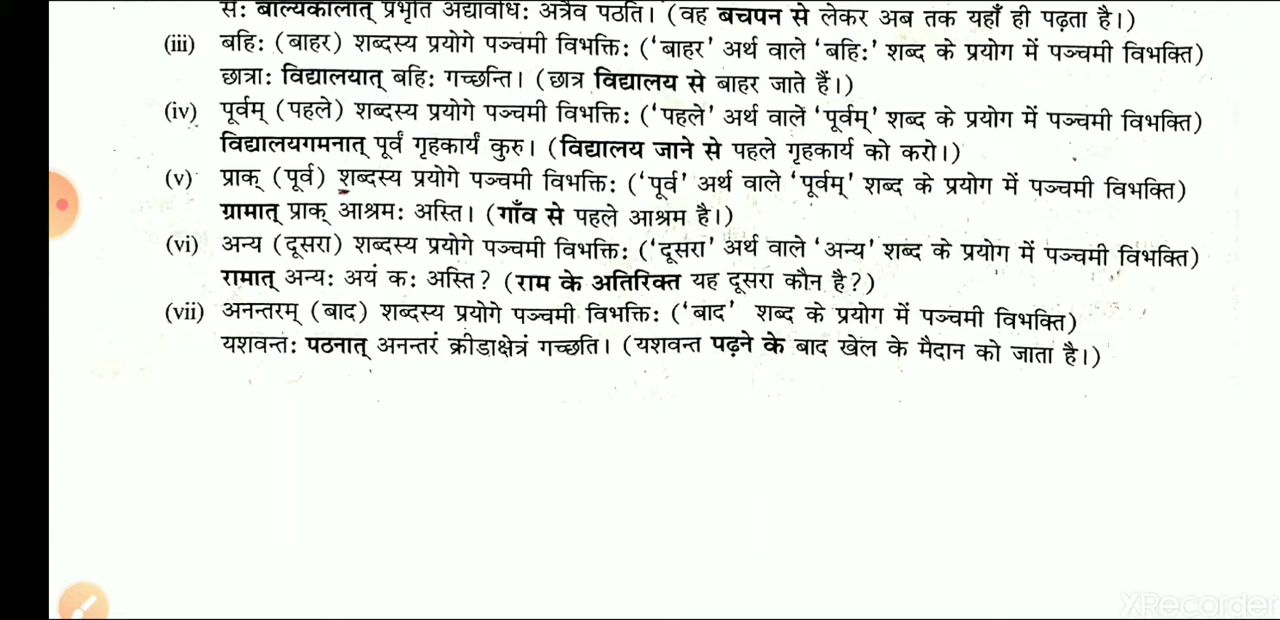 सः बाल्यकालात् प्रभृति अद्यावधिः अत्रैव पठति। (वह बचपन से लेकर अब तक यहाँ ही पढ़ता है।)
(iii) बहिः (बाहर) शब्दस्य प्रयोगे पञ्चमी विभक्तिः (‘बाहर’ अर्थ वाले ‘बहिः’ शब्द के प्रयोग में पञ्चमी विभक्ति)
छात्राः विद्यालयात् बहिः गच्छन्ति। (छात्र विद्यालय से बाहर जाते हैं।)
(iv) पूर्वम् (पहले) शब्दस्य प्रयोगे पञ्चमी विभक्तिः (‘पहले’ अर्थ वाले ‘पूर्वम्’ शब्द के प्रयोग में पञ्चमी विभक्ति)
विद्यालयगमनात् पूर्वं गृहकार्यं कुरु। (विद्यालय जाने से पहले गृहकार्य को करो।)
(v) प्राक् (पूर्व) शब्दस्य प्रयोगे पञ्चमी विभक्तिः (‘पूर्व’ अर्थ वाले ‘पूर्वम्’ शब्द के प्रयोग में पञ्चमी विभक्ति)
ग्रामात् प्राक् आश्रमः अस्ति। (गाँव से पहले आश्रम है।)
(vi) अन्य (दूसरा) शब्दस्य प्रयोगे पञ्चमी विभक्तिः (‘दूसरा’ अर्थ वाले ‘अन्य’ शब्द के प्रयोग में पञ्चमी विभक्ति)
रामात् अन्यः अयं कः अस्ति? (राम के अतिरिक्त यह दूसरा कौन है?)
(vii) अनन्तरम् (बाद) शब्दस्य प्रयोगे पञ्चमी विभक्तिः (‘बाद’ शब्द के प्रयोग में पञ्चमी विभक्ति)
यशवन्तः पठनात् अनन्तरं क्रीडाक्षेत्रं गच्छति। (यशवन्त पढ़ने के बाद खेल के मैदान को जाता है।)
XRecorder